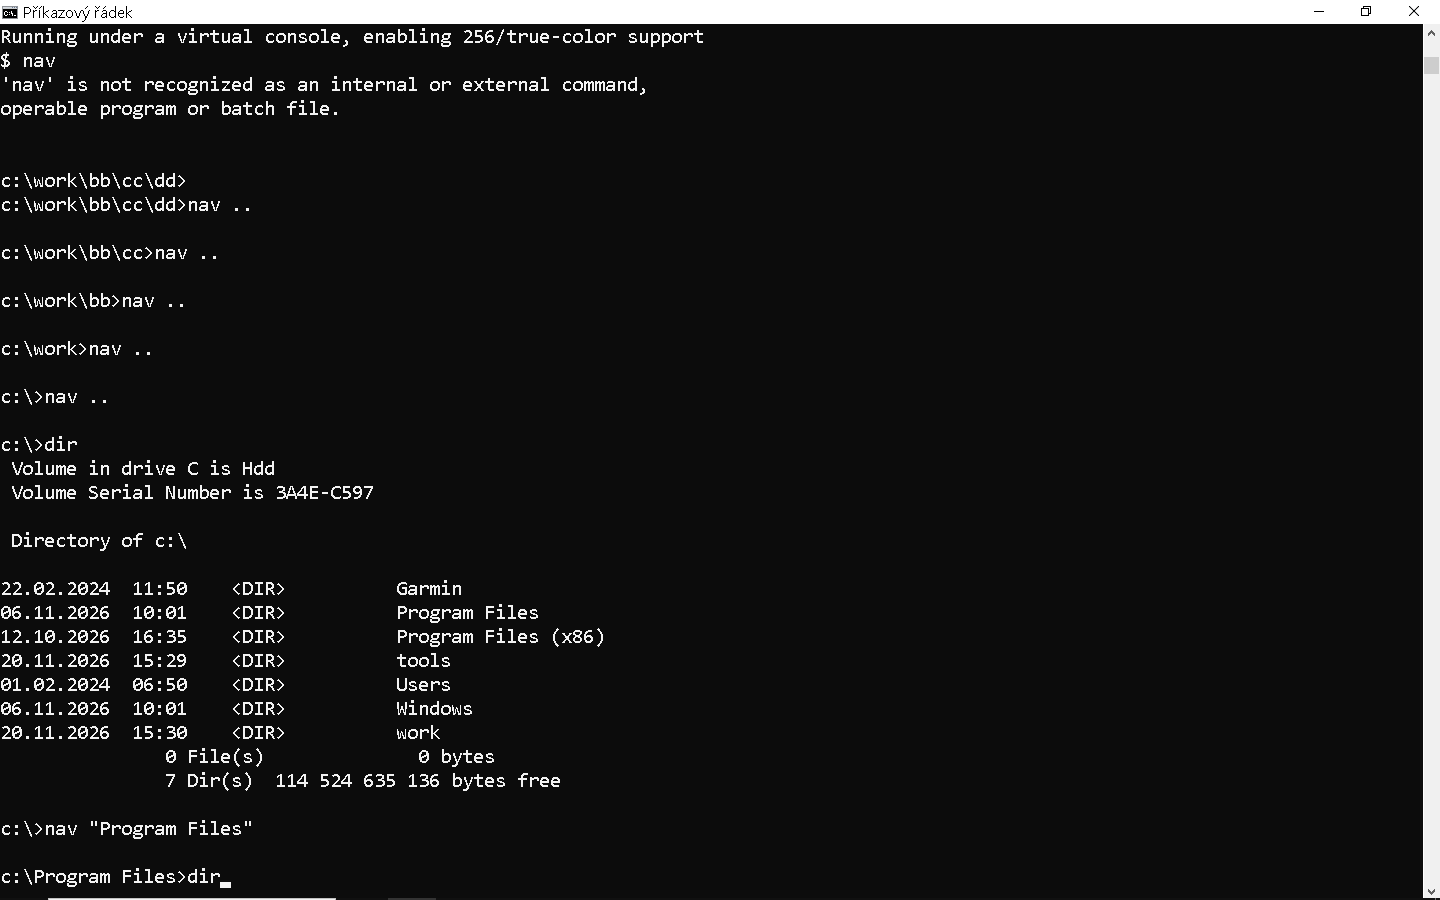 Příkazový řádek
Running under a virtual console, enabling 256/true-color support
$ nav
'nav' is not recognized as an internal or external command,
operable program or batch file.
c:\work\bb\cc\dd>
c:\work\bb\cc\dd>nav ..
c:\work\bb\cc>nav ..
c:\work\bb>nav ..
c:\work>nav ..
c:\>nav ..
c:\>dir
 Volume in drive C is Hdd
 Volume Serial Number is 3A4E-C597
 Directory of c:\
22.02.2024  11:50    <DIR>          Garmin
06.11.2026  10:01    <DIR>          Program Files
12.10.2026  16:35    <DIR>          Program Files (x86)
20.11.2026  15:29    <DIR>          tools
01.02.2024  06:50    <DIR>          Users
06.11.2026  10:01    <DIR>          Windows
20.11.2026  15:30    <DIR>          work
               0 File(s)              0 bytes
               7 Dir(s)  114 524 635 136 bytes free
c:\>nav "Program Files"
c:\Program Files>dir